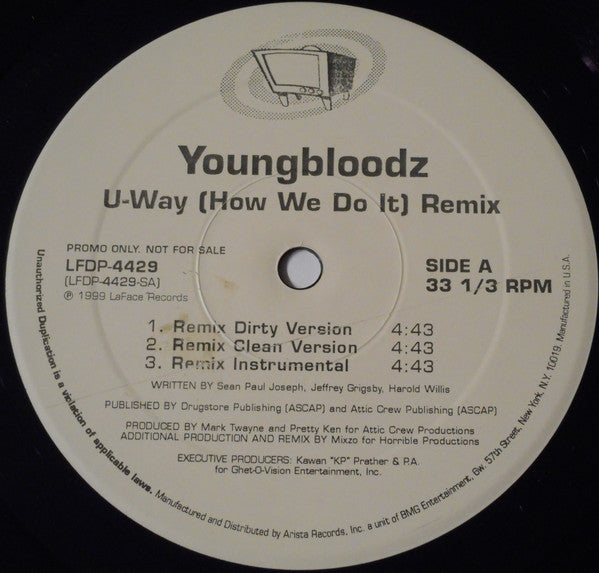 Youngbloodz
U-Way (How We Do It) Remix
PROMO ONLY. NOT FOR SALE
LFDP-4429
(LFDP-4429-SA)
℗ 1999 LaFace Records
SIDE A
33 1/3 RPM
1. Remix Dirty Version 4:43
2. Remix Clean Version 4:43
3. Remix Instrumental 4:43
WRITTEN BY Sean Paul Joseph, Jeffrey Grigsby, Harold Willis
PUBLISHED BY Drugstore Publishing (ASCAP) and Attic Crew Publishing (ASCAP)
PRODUCED BY Mark Twayne and Pretty Ken for Attic Crew Productions
ADDITIONAL PRODUCTION AND REMIX BY Mixzo for Horrible Productions
EXECUTIVE PRODUCERS: Kawan "KP" Prather & P.A.
for Ghet-O-Vision Entertainment, Inc.
Unauthorized Duplication is a violation of applicable laws. Manufactured and Distributed by Arista Records, Inc. a unit of BMG Entertainment, 6w. 57th Street, New York, N.Y. 10019. Manufactured in U.S.A.